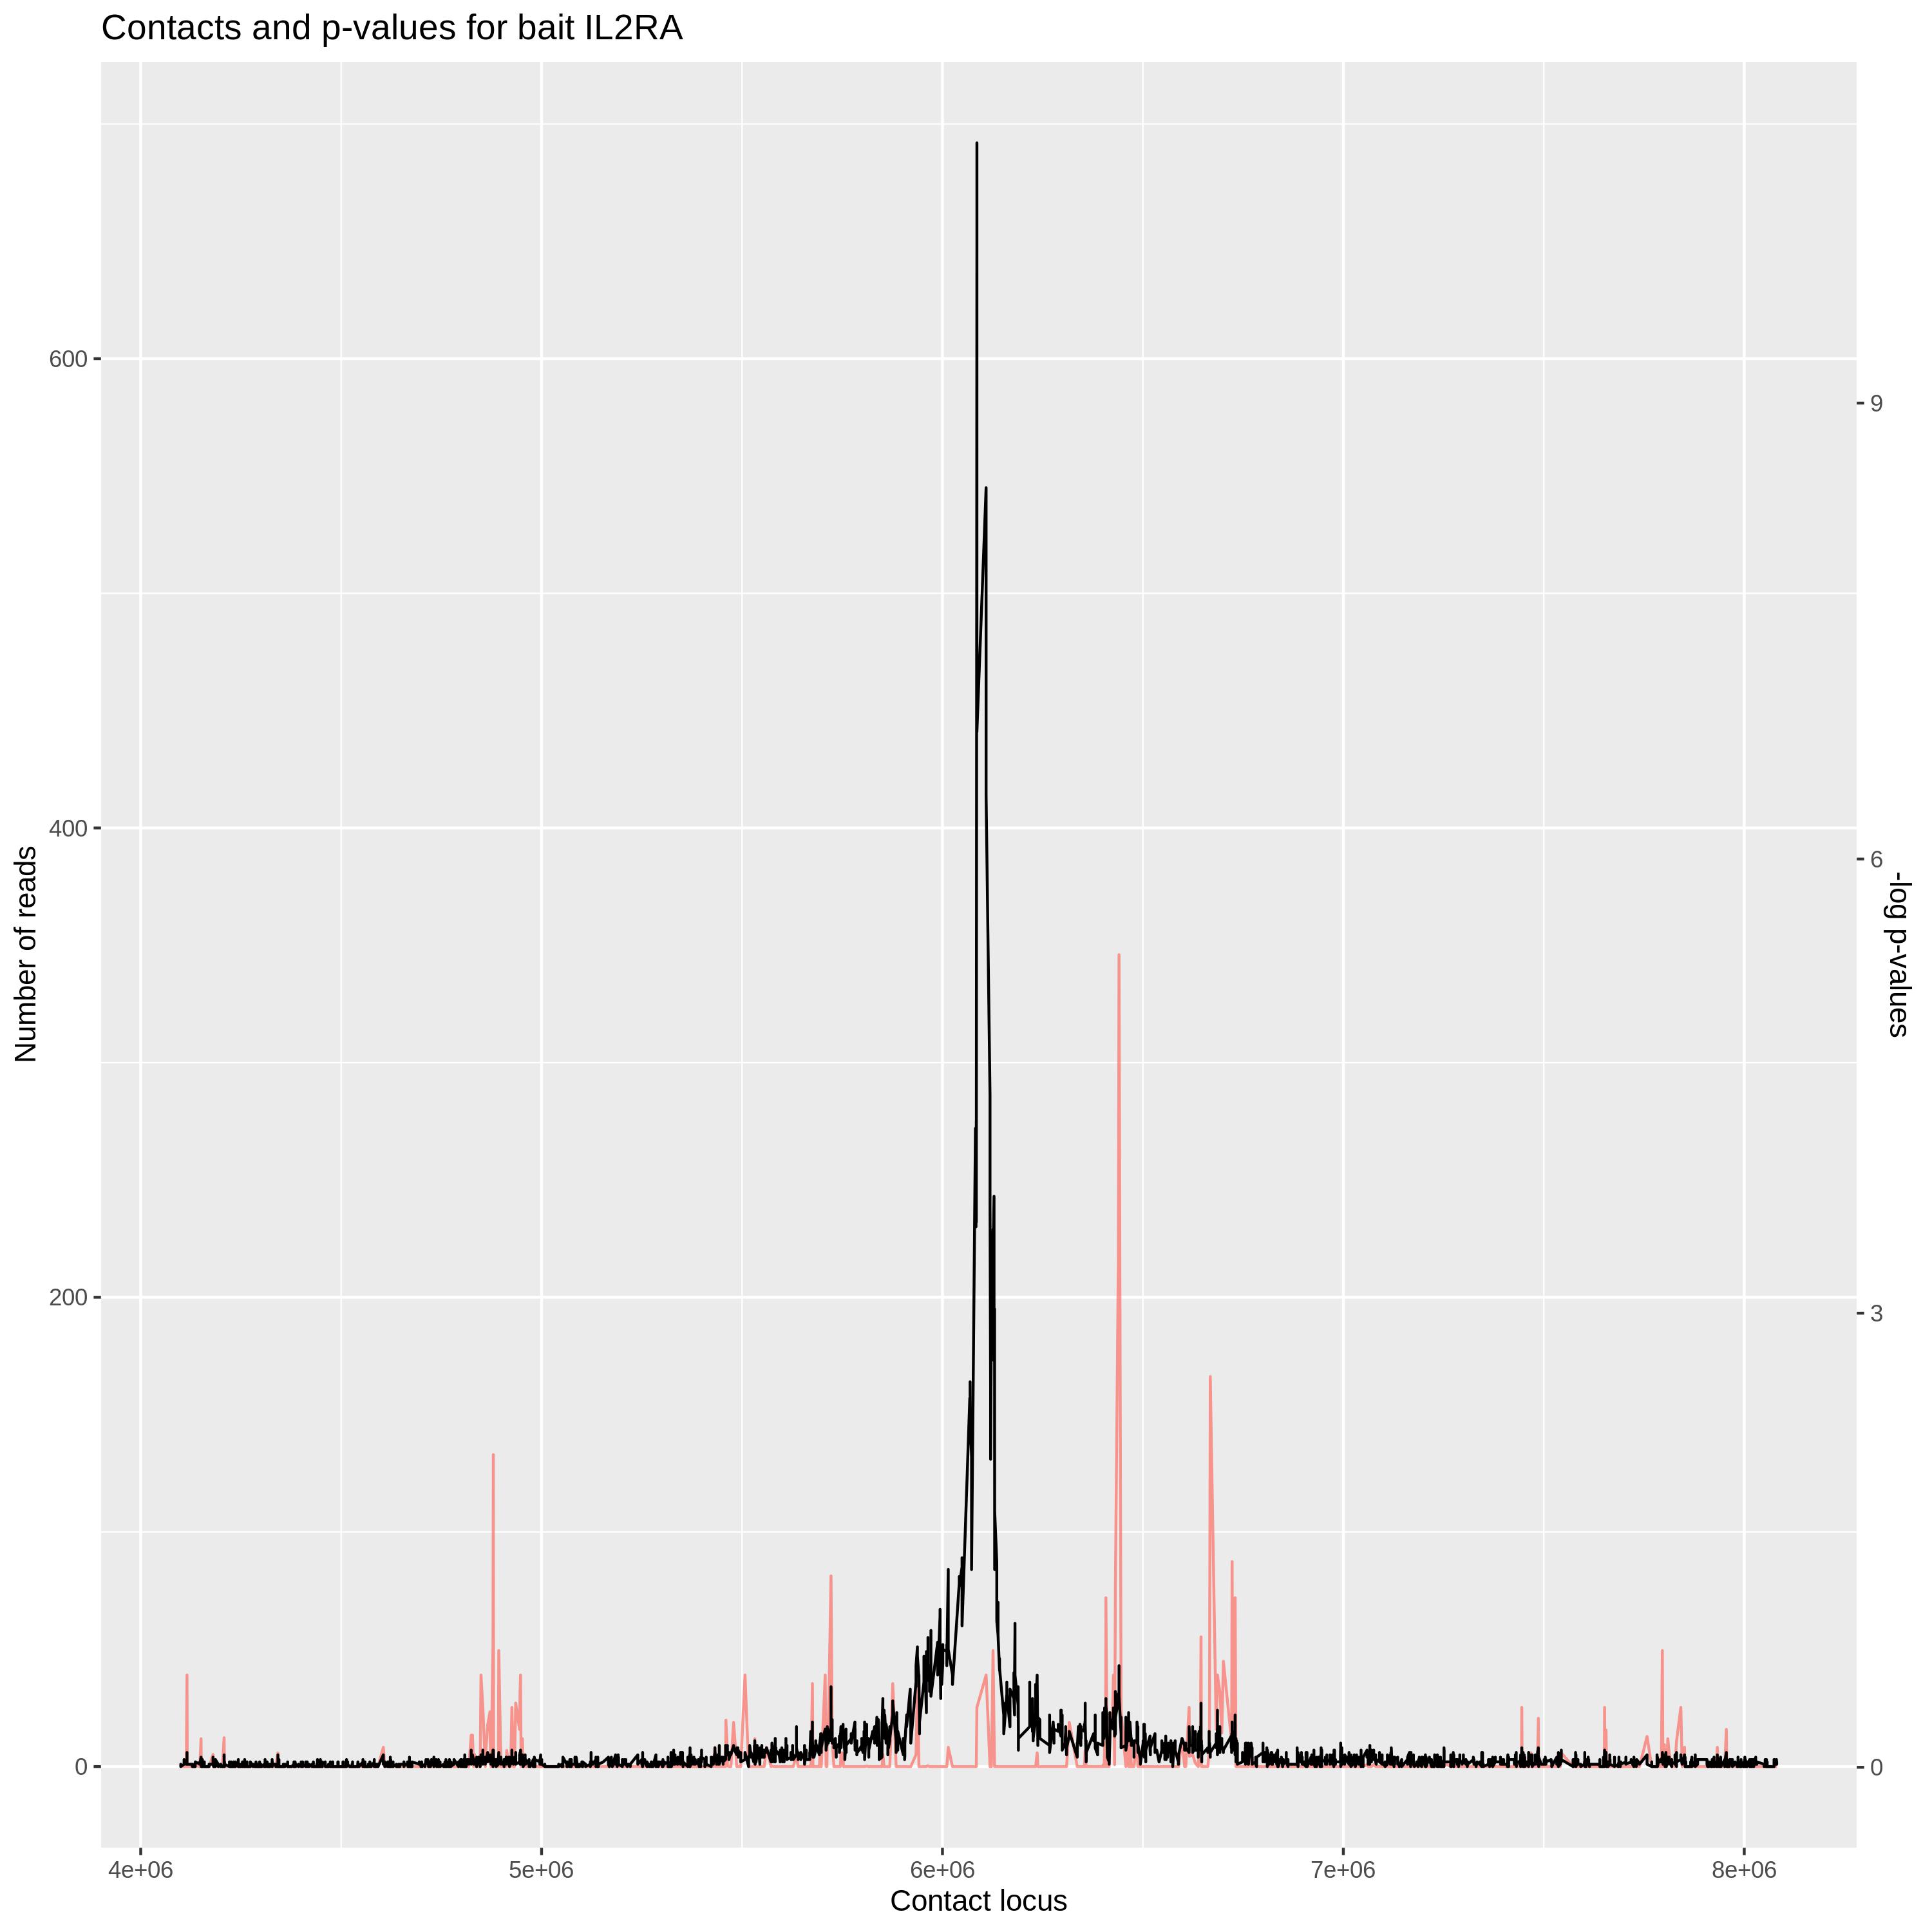 Contacts and p-values for bait IL2RA
600
400
200
0
9
6
3
0
Number of reads
-log p-values
4e+06 5e+06 6e+06 7e+06 8e+06
Contact locus